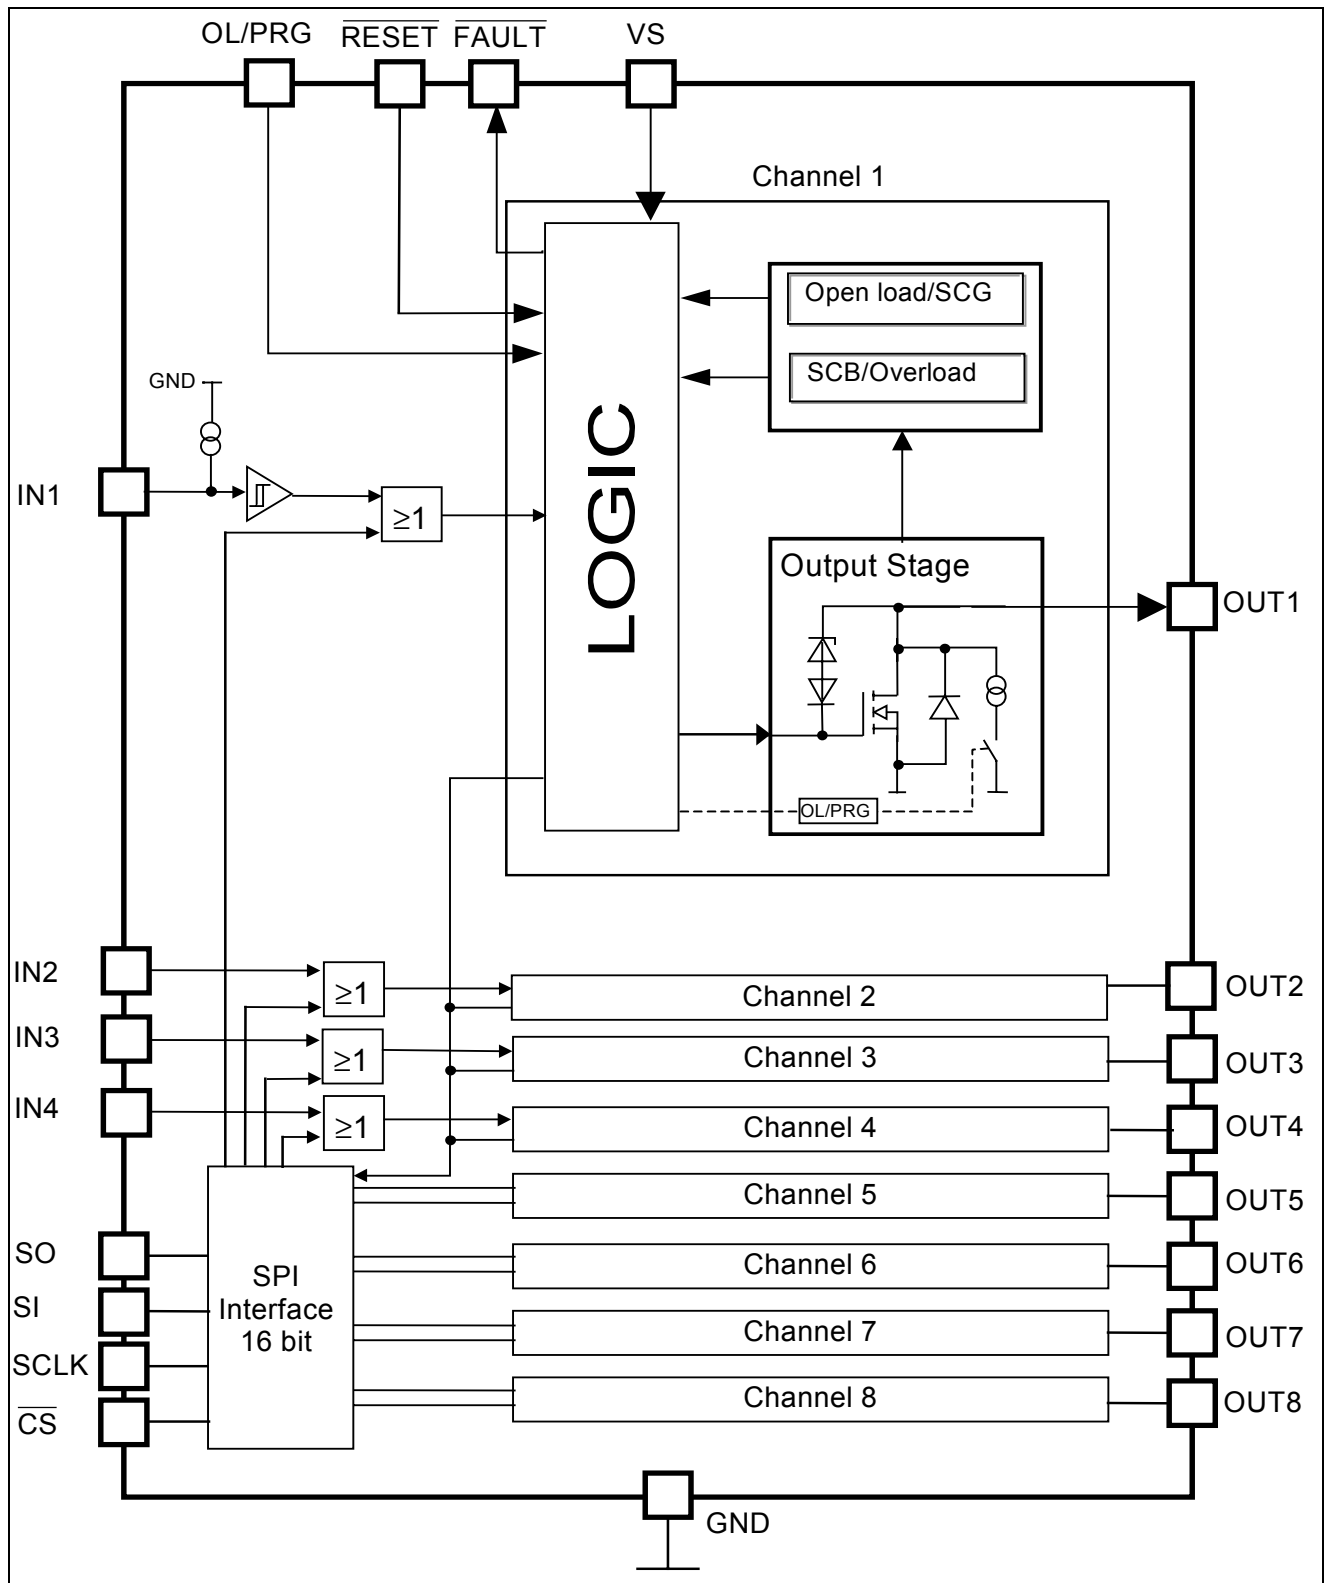 OL/PRG
RESET
FAULT
VS
Channel 1
Open load/SCG
SCB/Overload
GND
LOGIC
IN1
≥1
Output Stage
OUT1
OL/PRG
IN2
≥1
Channel 2
OUT2
IN3
≥1
Channel 3
OUT3
IN4
≥1
Channel 4
OUT4
Channel 5
OUT5
SO
SPI
Interface
16 bit
Channel 6
OUT6
SI
Channel 7
OUT7
SCLK
CS
Channel 8
OUT8
GND